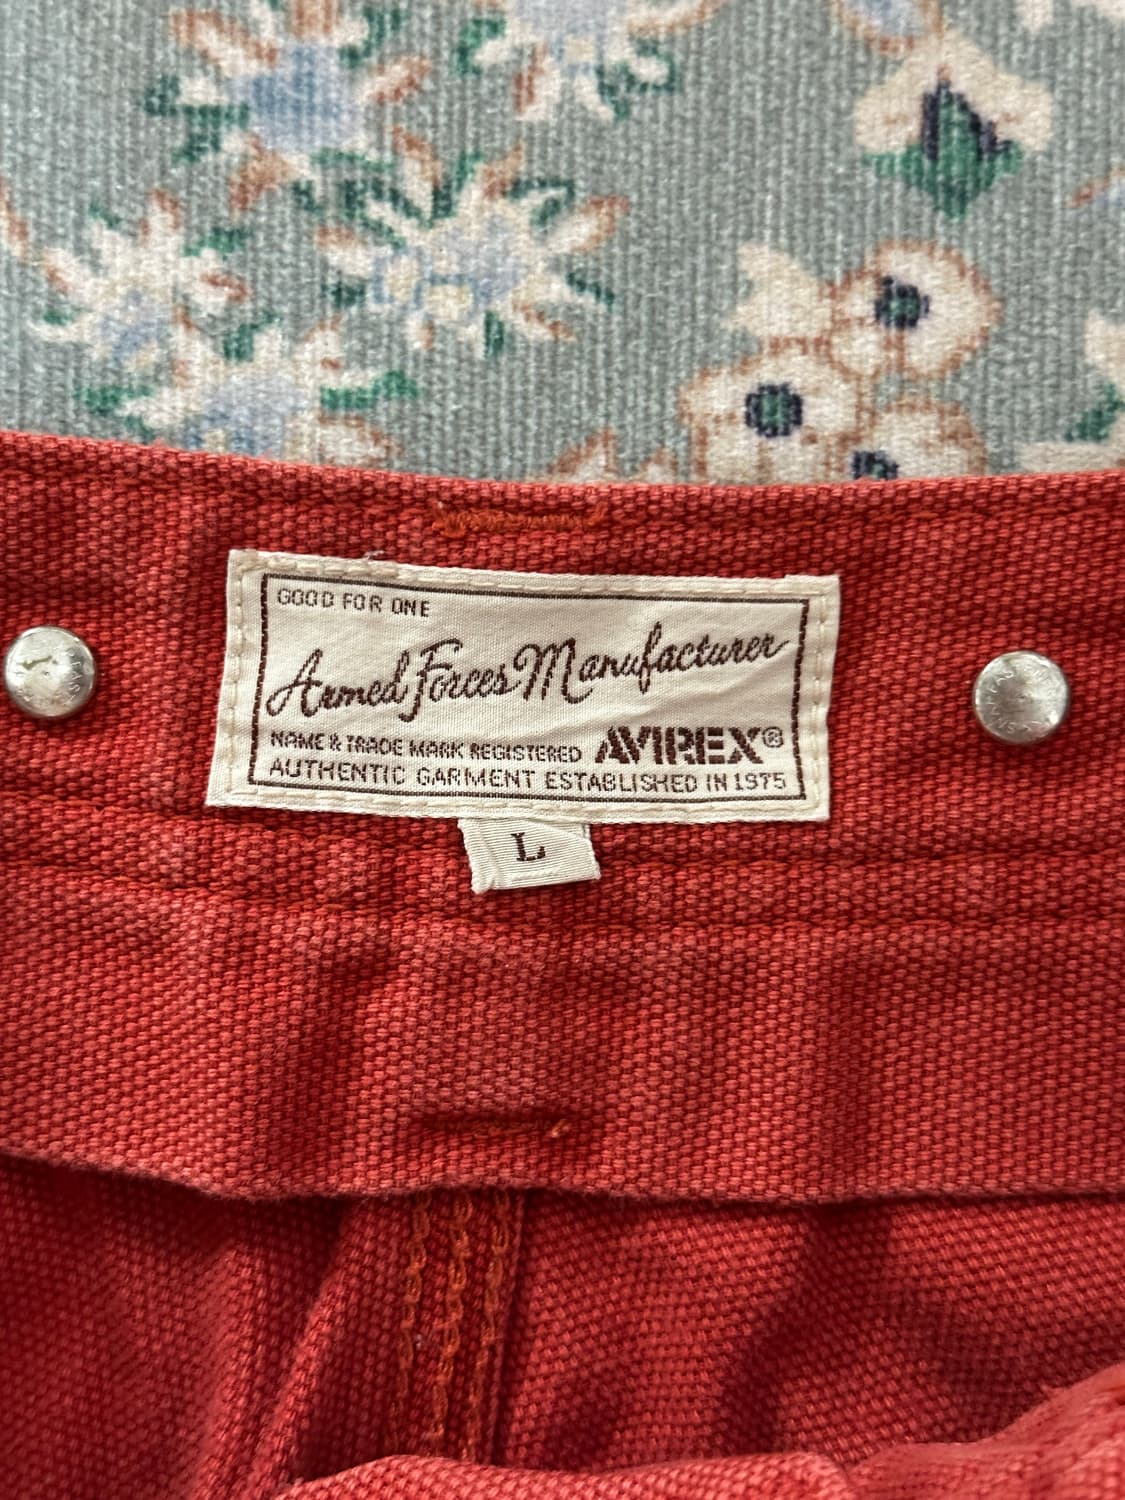 GOOD FOR ONE
Armed Forces Manufacturer
NAME & TRADE MARK REGISTERED AVIREX®
AUTHENTIC GARMENT ESTABLISHED IN 1975
L